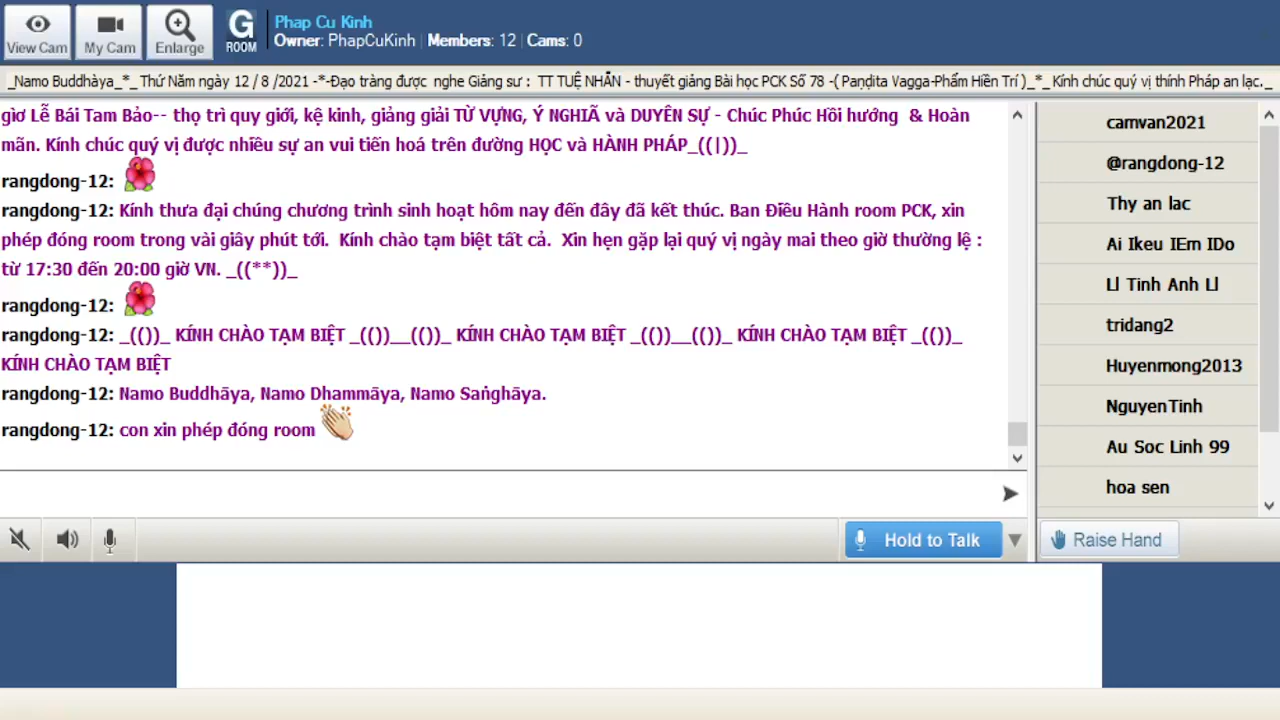 View Cam
My Cam
Enlarge
G
ROOM
Phap Cu Kinh
Owner: PhapCuKinh | Members: 12 | Cams: 0
_Namo Buddhàya_*_ Thứ Năm ngày 12 / 8 /2021 -*-Đạo tràng được nghe Giảng sư : TT TUỆ NHẪN - thuyết giảng Bài học PCK Số 78 -( Paṇḍita Vagga-Phẩm Hiền Trí )_*_ Kính chúc quý vị thính Pháp an lạc._
giờ Lễ Bái Tam Bảo-- thọ trì quy giới, kệ kinh, giảng giải TỪ VỰNG, Ý NGHIÃ và DUYÊN SỰ - Chúc Phúc Hồi hướng & Hoàn
mãn. Kính chúc quý vị được nhiều sự an vui tiến hoá trên đường HỌC và HÀNH PHÁP_((|))_
rangdong-12:
rangdong-12: Kính thưa đại chúng chương trình sinh hoạt hôm nay đến đây đã kết thúc. Ban Điều Hành room PCK, xin
phép đóng room trong vài giây phút tới. Kính chào tạm biệt tất cả. Xin hẹn gặp lại quý vị ngày mai theo giờ thường lệ :
từ 17:30 đến 20:00 giờ VN. _((**))_
rangdong-12:
rangdong-12: _(())_ KÍNH CHÀO TẠM BIỆT _(())__(())_ KÍNH CHÀO TẠM BIỆT _(())__(())_ KÍNH CHÀO TẠM BIỆT _(())_
KÍNH CHÀO TẠM BIỆT
rangdong-12: Namo Buddhāya, Namo Dhammāya, Namo Saṅghāya.
rangdong-12: con xin phép đóng room
camvan2021
@rangdong-12
Thy an lac
Ai Ikeu IEm IDo
Ll Tinh Anh Ll
tridang2
Huyenmong2013
NguyenTinh
Au Soc Linh 99
hoa sen
Hold to Talk
Raise Hand